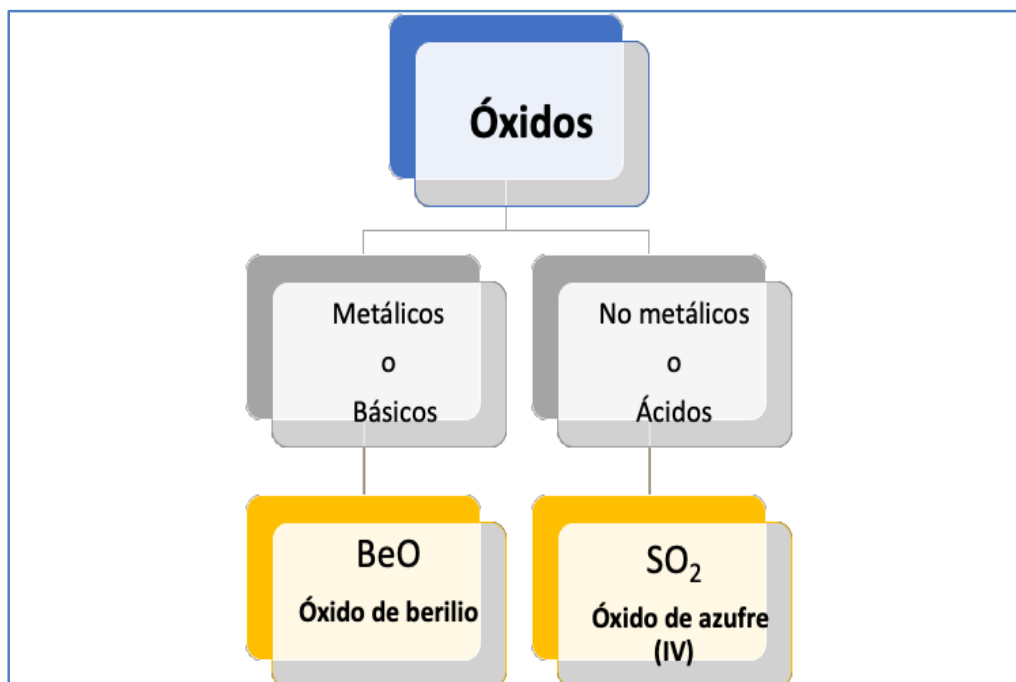 Óxidos
Metálicos
o
Básicos
No metálicos
o
Ácidos
BeO
Óxido de berilio
SO₂
Óxido de azufre
(IV)